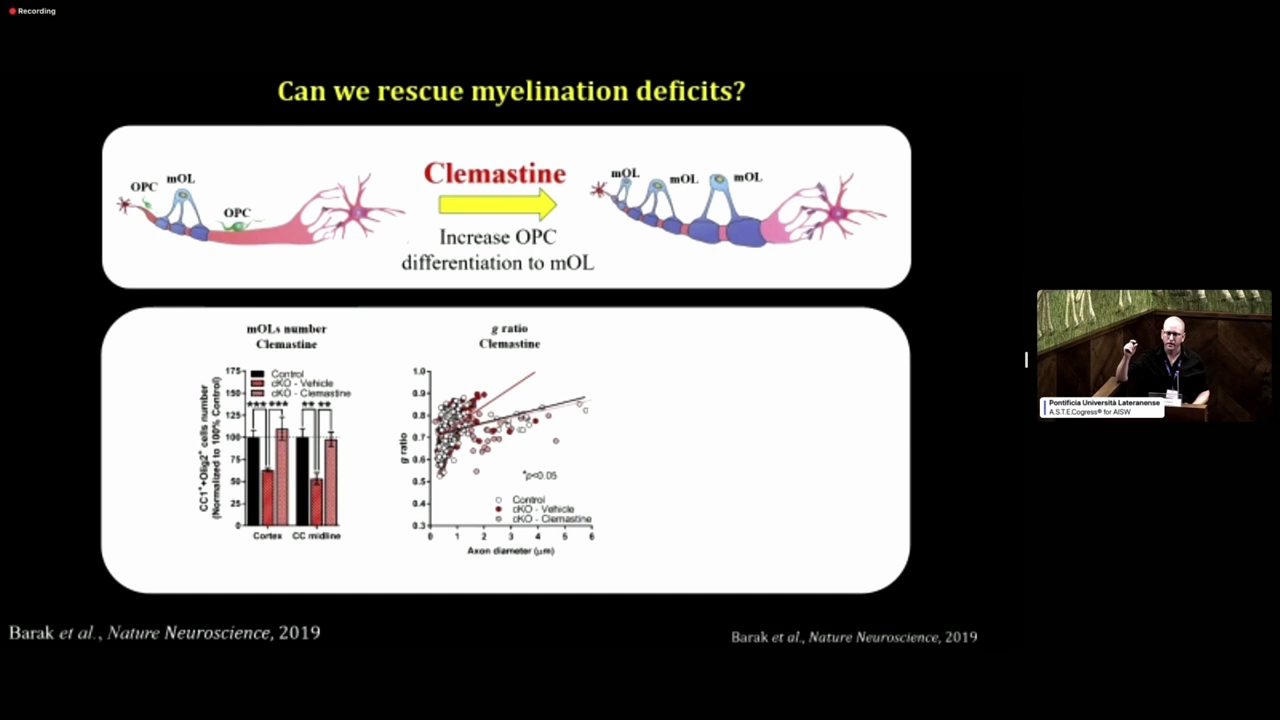 Recording
Can we rescue myelination deficits?
OPC
mOL
OPC
Clemastine
Increase OPC
differentiation to mOL
mOL
mOL
mOL
mOLs number
Clemastine
CC1⁺+Olig2⁺ cells number
(Normalized to 100% Control)
175
150
125
100
75
50
25
0
Control
cKO - Vehicle
cKO - Clemastine
*** ***
** **
Cortex
CC midline
g ratio
Clemastine
g ratio
1.0
0.9
0.8
0.7
0.6
0.5
0.4
0.3
*p<0.05
Control
cKO - Vehicle
cKO - Clemastine
0 1 2 3 4 5 6
Axon diameter (μm)
Barak et al., Nature Neuroscience, 2019
Barak et al., Nature Neuroscience, 2019
Pontificia Università Lateranense
A.S.T.E.Cogress® for AISW